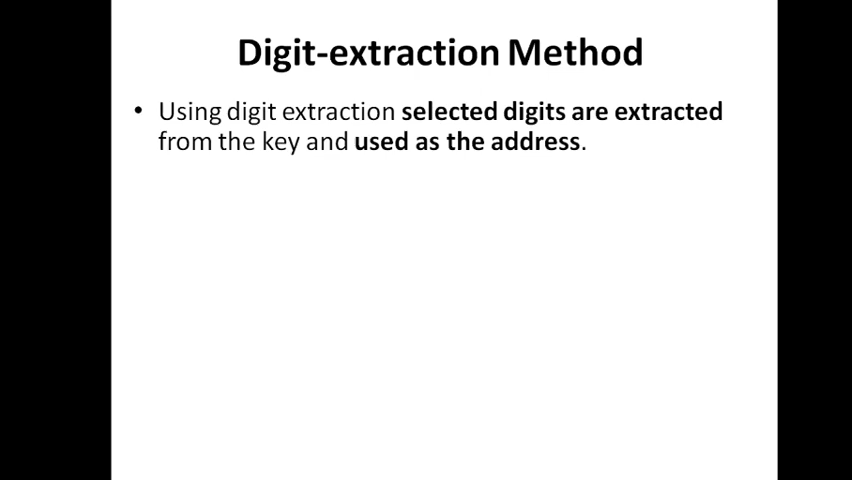 Digit-extraction Method
• Using digit extraction selected digits are extracted
from the key and used as the address.